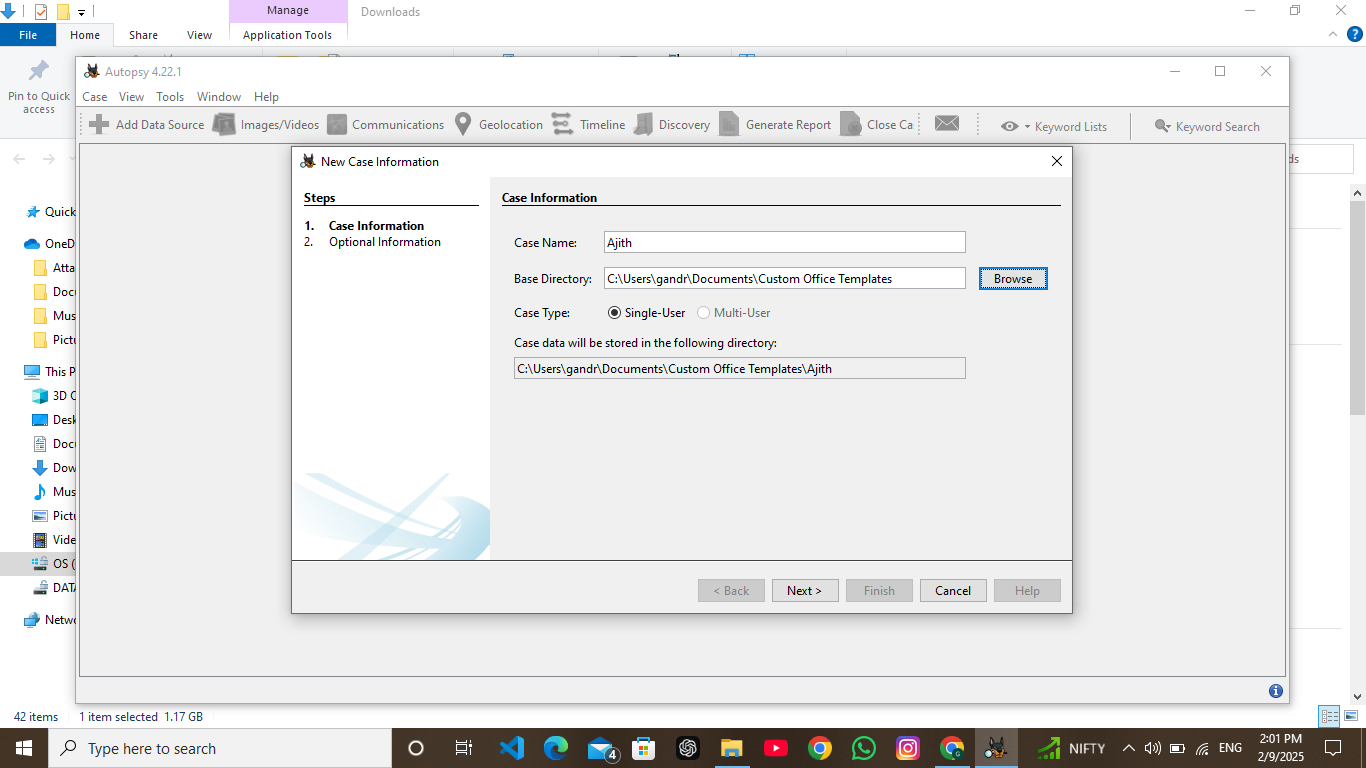 Manage
Downloads
File
Home
Share
View
Application Tools
Pin to Quick
access
Autopsy 4.22.1
Case
View
Tools
Window
Help
Add Data Source
Images/Videos
Communications
Geolocation
Timeline
Discovery
Generate Report
Close Ca
Keyword Lists
Keyword Search
ds
Quick
OneD
Atta
Docu
Mus
Pictu
This P
3D O
Desk
Docu
Dow
Mus
Pictu
Video
OS (
DATA
Netwo
New Case Information
Steps
1. Case Information
2. Optional Information
Case Information
Case Name:
Ajith
Base Directory:
C:\Users\gandr\Documents\Custom Office Templates
Browse
Case Type:
Single-User
Multi-User
Case data will be stored in the following directory:
C:\Users\gandr\Documents\Custom Office Templates\Ajith
< Back
Next >
Finish
Cancel
Help
42 items
1 item selected 1.17 GB
Type here to search
4
G
NIFTY
ENG
2:01 PM
2/9/2025